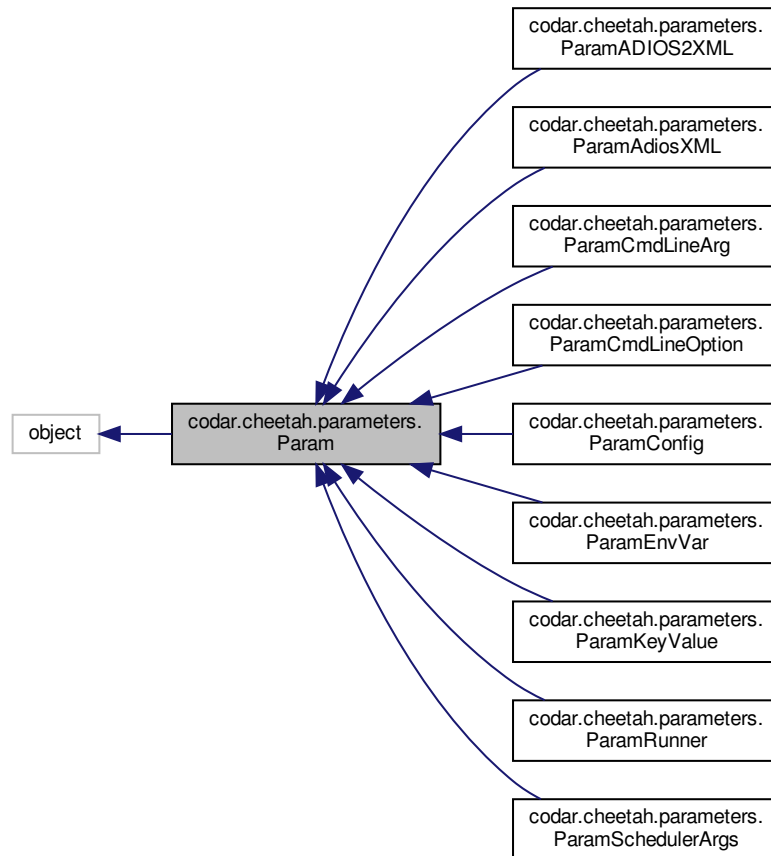 codar.cheetah.parameters.
ParamADIOS2XML
codar.cheetah.parameters.
ParamAdiosXML
codar.cheetah.parameters.
ParamCmdLineArg
codar.cheetah.parameters.
ParamCmdLineOption
object
codar.cheetah.parameters.
Param
codar.cheetah.parameters.
ParamConfig
codar.cheetah.parameters.
ParamEnvVar
codar.cheetah.parameters.
ParamKeyValue
codar.cheetah.parameters.
ParamRunner
codar.cheetah.parameters.
ParamSchedulerArgs